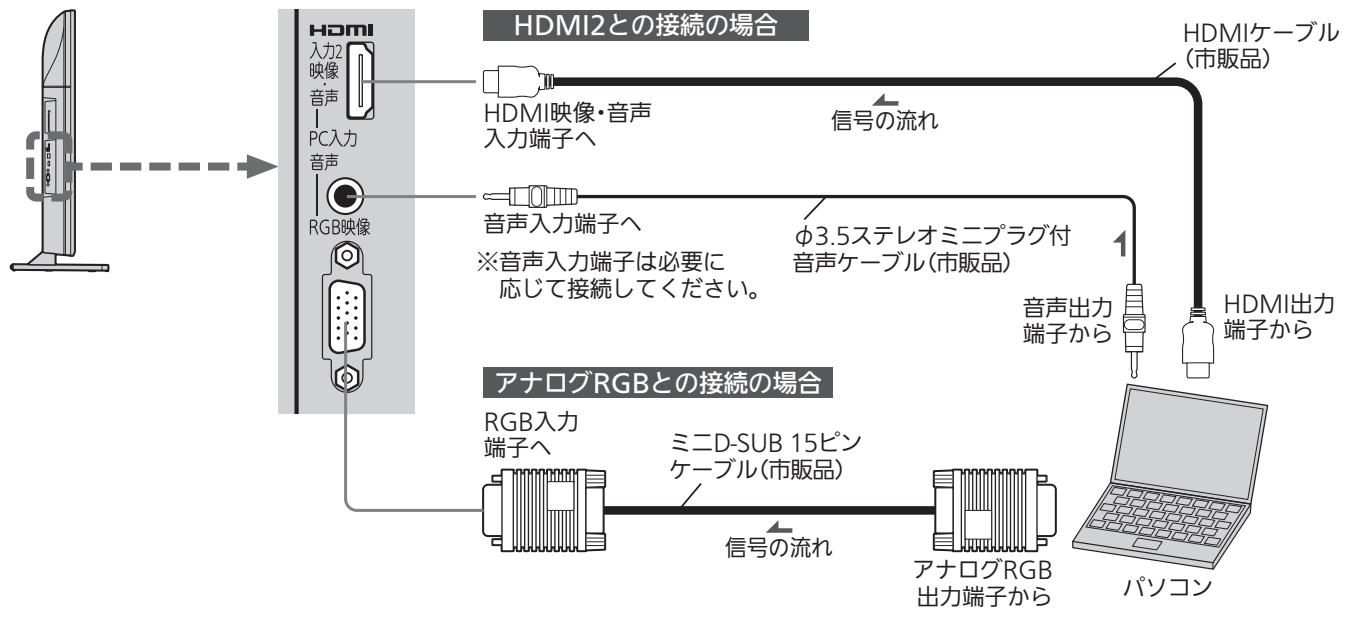 HDMI
入力2
映像
・
音声
PC入力
音声
RGB映像
HDMI2との接続の場合
HDMIケーブル
（市販品）
HDMI映像・音声
入力端子へ
信号の流れ
音声入力端子へ
※音声入力端子は必要に
応じて接続してください。
φ3.5ステレオミニプラグ付
音声ケーブル（市販品）
音声出力
端子から
HDMI出力
端子から
アナログRGBとの接続の場合
RGB入力
端子へ
ミニD-SUB 15ピン
ケーブル（市販品）
信号の流れ
アナログRGB
出力端子から
パソコン